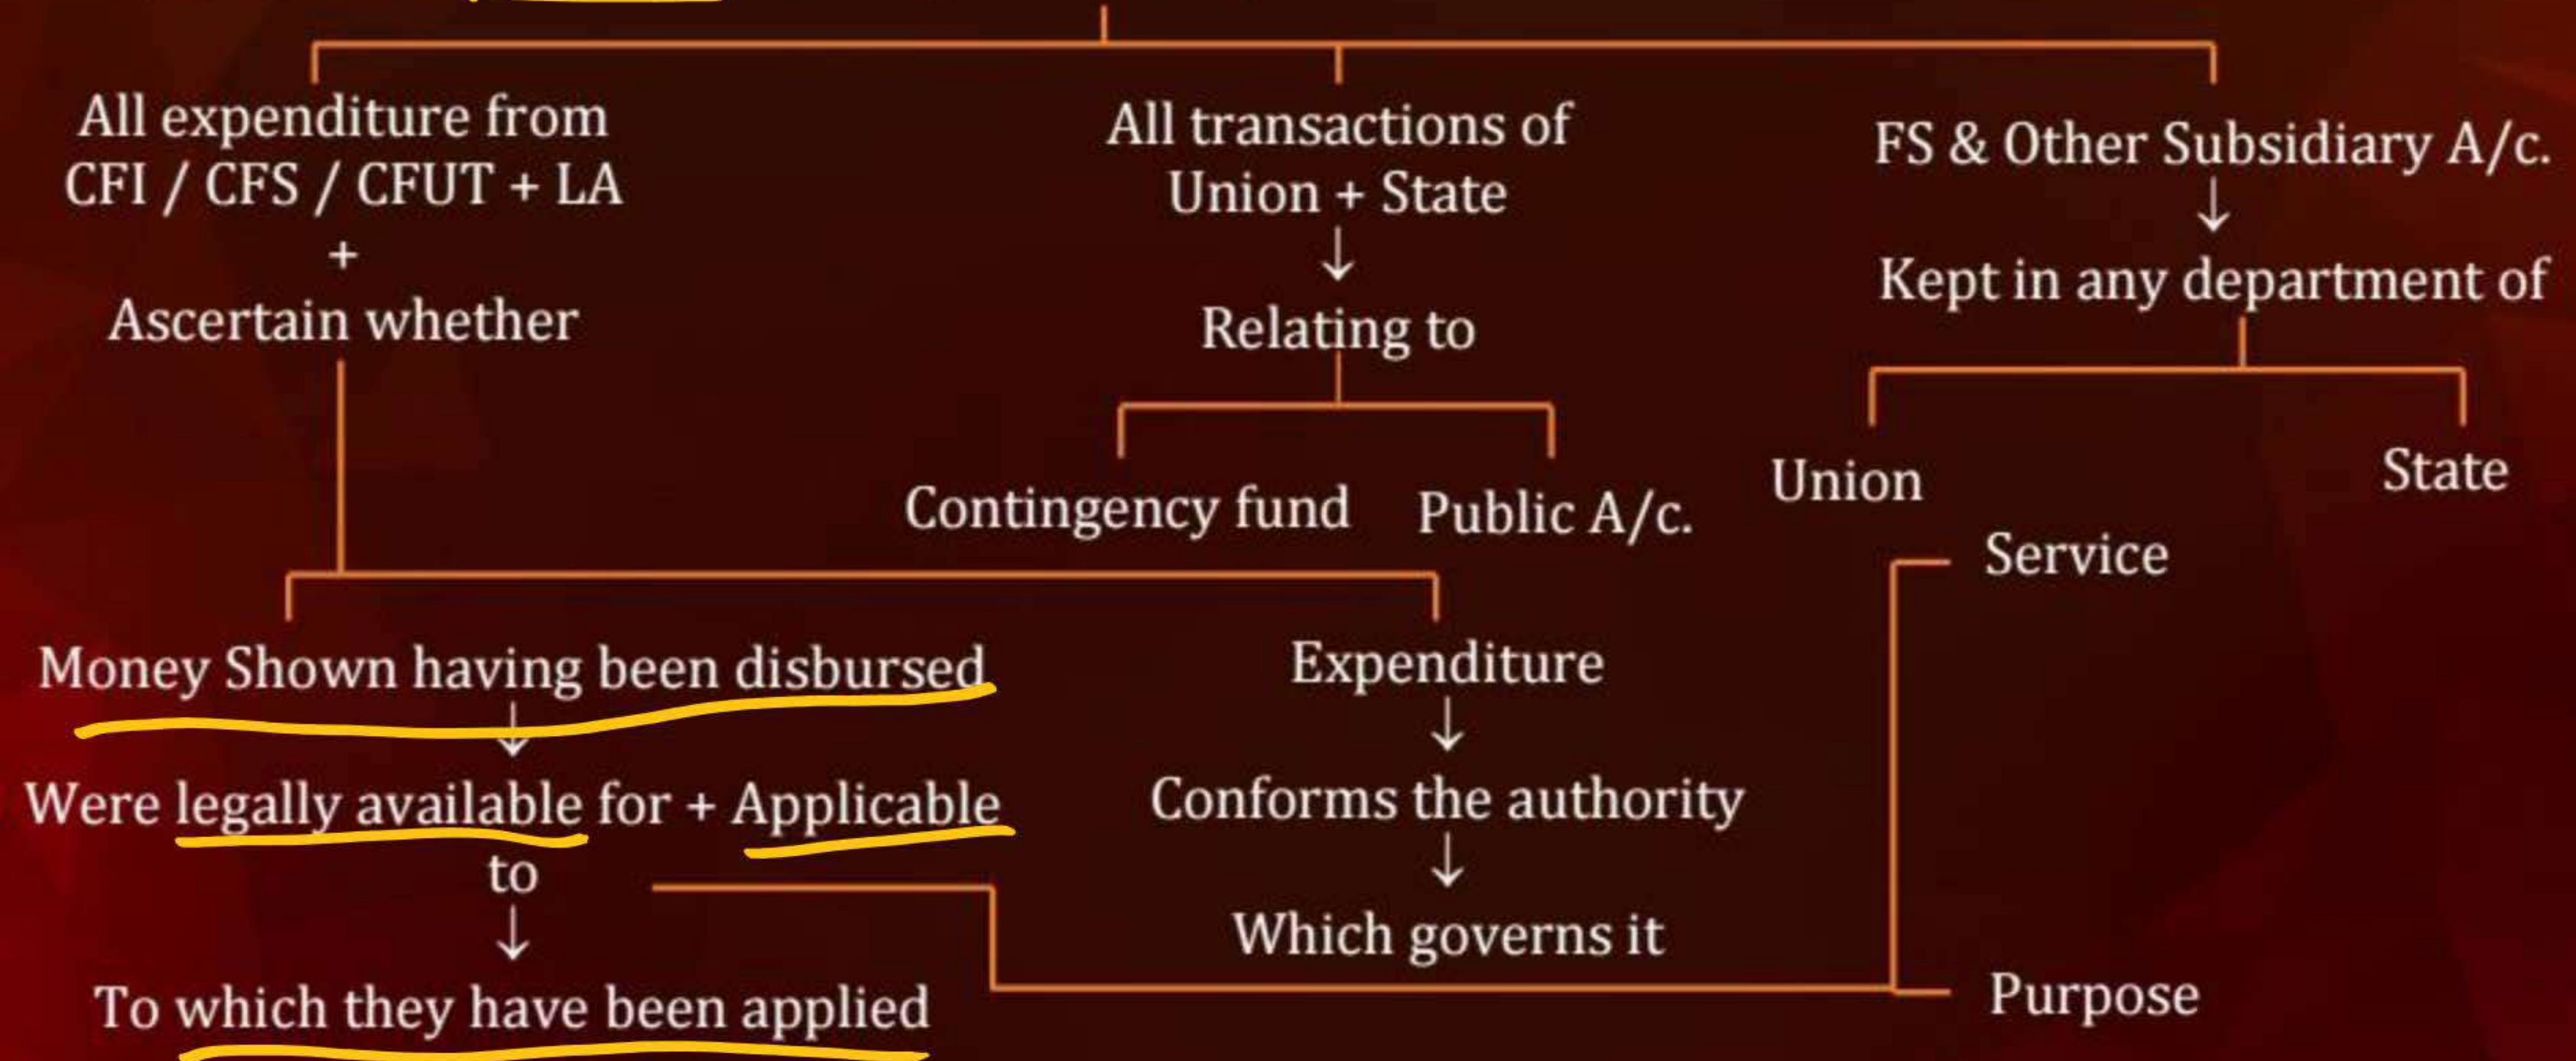 All expenditure from
CFI / CFS / CFUT + LA
+
Ascertain whether
All transactions of
Union + State
Relating to
Contingency fund
Public A/c.
FS & Other Subsidiary A/c.
Kept in any department of
Union
State
Money Shown having been disbursed
Were legally available for + Applicable
to
To which they have been applied
Expenditure
Conforms the authority
Which governs it
Service
Purpose